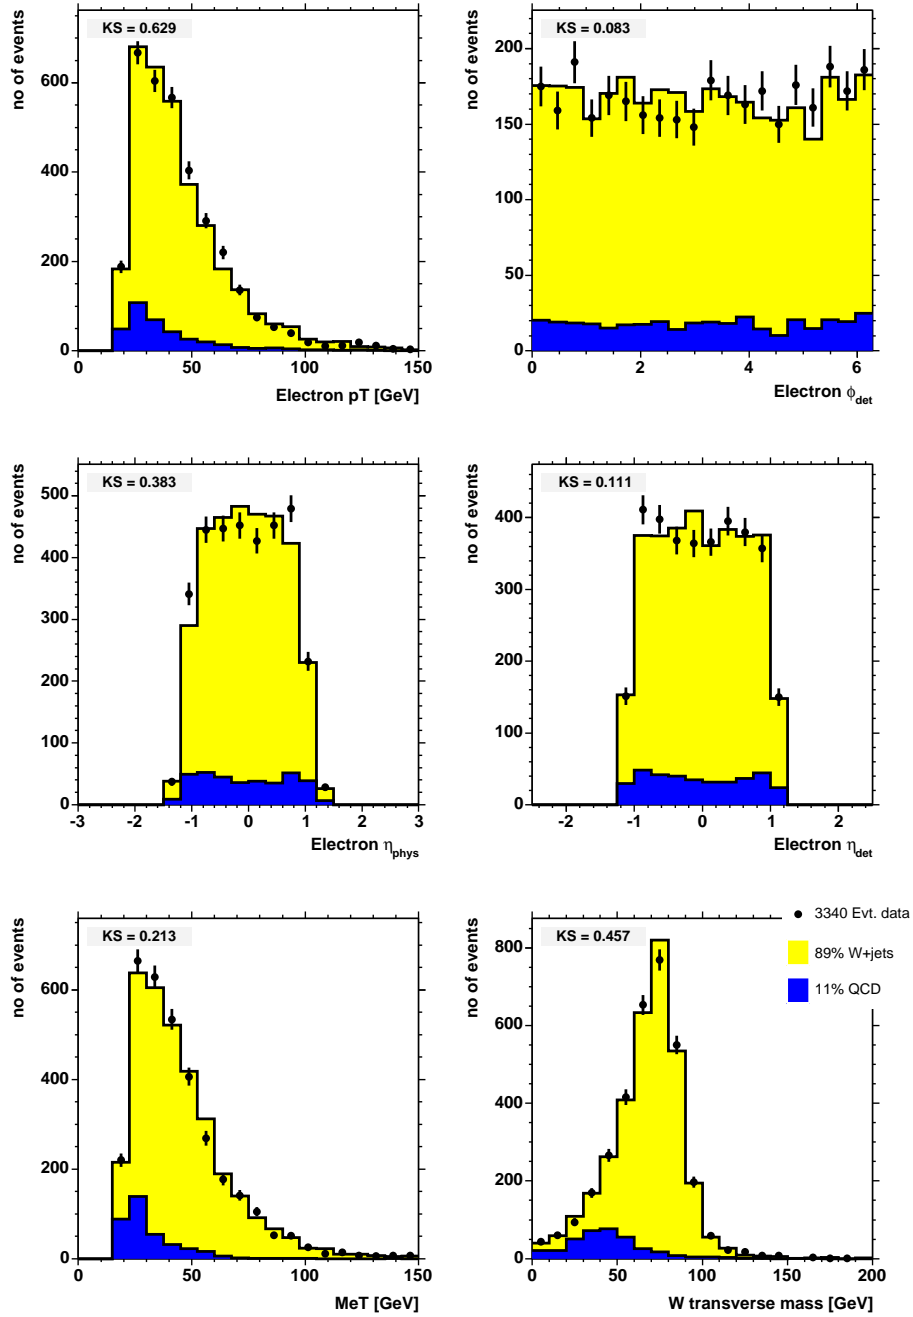 KS = 0.629
no of events
600
400
200
0
0 50 100 150
Electron pT [GeV]
KS = 0.083
no of events
200
150
100
50
0
0 2 4 6
Electron ϕdet
KS = 0.383
no of events
500
400
300
200
100
0
-3 -2 -1 0 1 2 3
Electron ηphys
KS = 0.111
no of events
400
300
200
100
0
-2 -1 0 1 2
Electron ηdet
KS = 0.213
no of events
600
400
200
0
0 50 100 150
MeT [GeV]
KS = 0.457
no of events
800
600
400
200
0
0 50 100 150 200
W transverse mass [GeV]
3340 Evt. data
89% W+jets
11% QCD